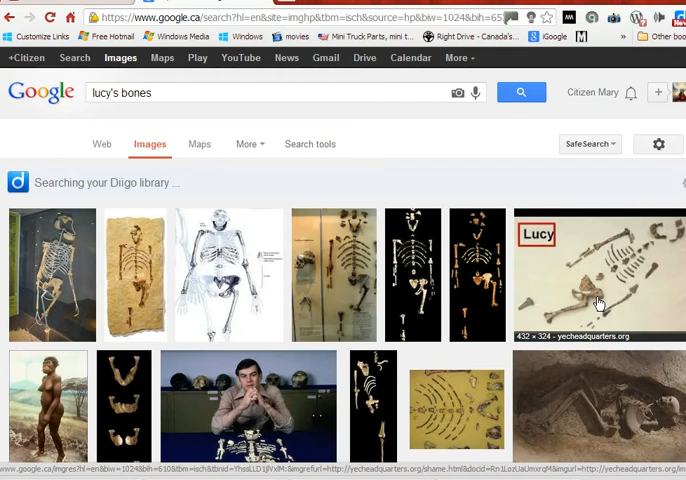 https://www.google.ca/search?hl=en&site=imghp&tbm=isch&source=hp&biw=1024&bih=65
Customize Links Free Hotmail Windows Media Windows movies Mini Truck Parts, mini t... Right Drive - Canada's... iGoogle » Other boo
+Citizen Search Images Maps Play YouTube News Gmail Drive Calendar More
Google lucy's bones Citizen Mary +
Web Images Maps More Search tools SafeSearch
d Searching your Diigo library ...
Lucy
432 × 324 - yecheadquarters.org